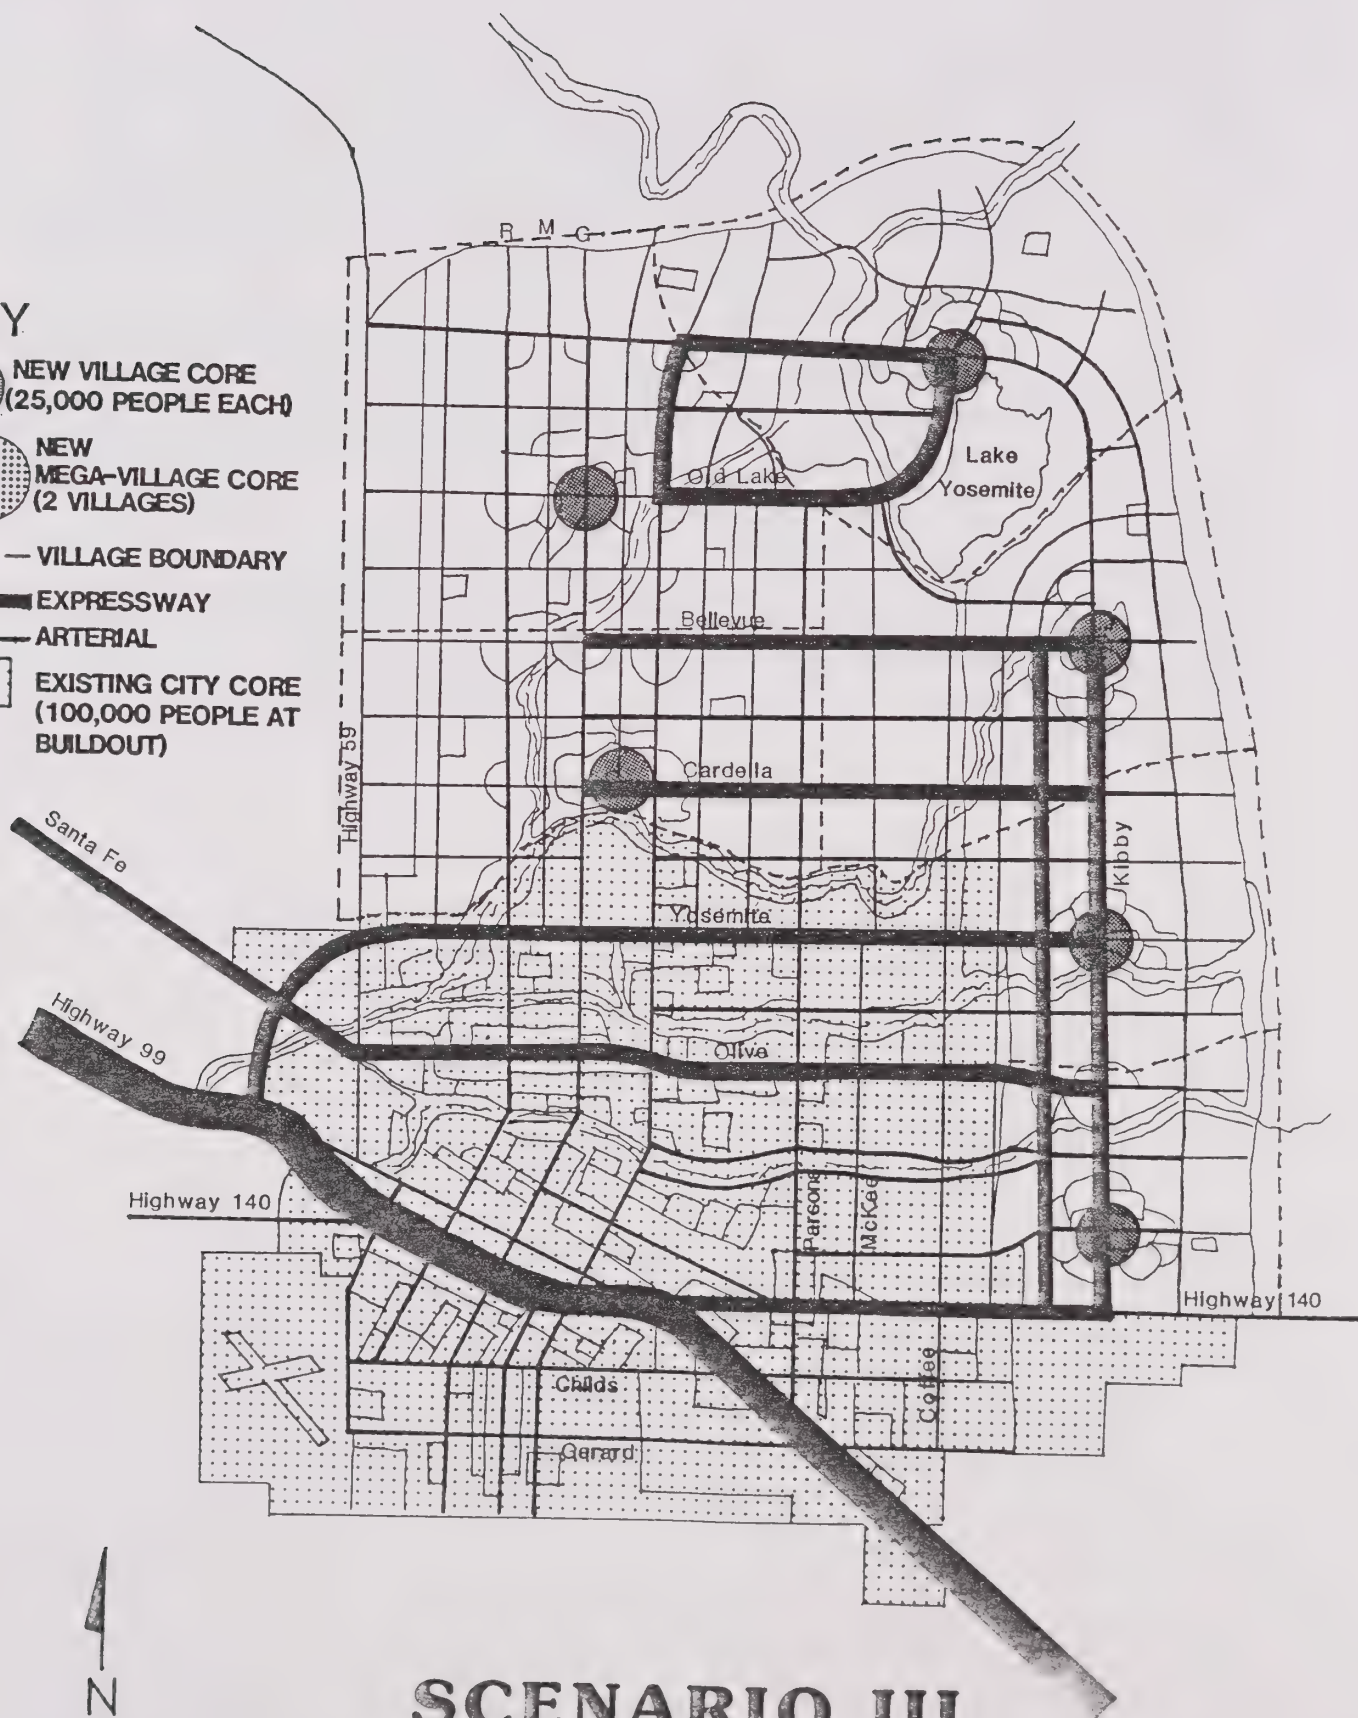 R M G
Y
NEW VILLAGE CORE
(25,000 PEOPLE EACH)
NEW
MEGA-VILLAGE CORE
(2 VILLAGES)
VILLAGE BOUNDARY
EXPRESSWAY
ARTERIAL
EXISTING CITY CORE
(100,000 PEOPLE AT
BUILDOUT)
Old Lake
Lake
Yosemite
Bellevue
Highway 59
Cardella
Santa Fe
Kibby
Yosemite
Highway 99
Olive
Highway 140
Parsons
McKee
Highway 140
Childs
Coffee
Gerard
N
SCENARIO III